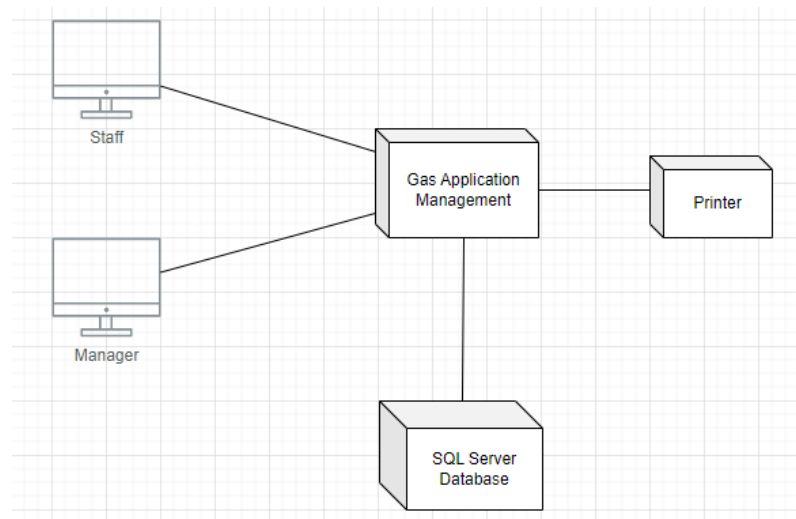 Staff
Gas Application
Management
Printer
Manager
SQL Server
Database